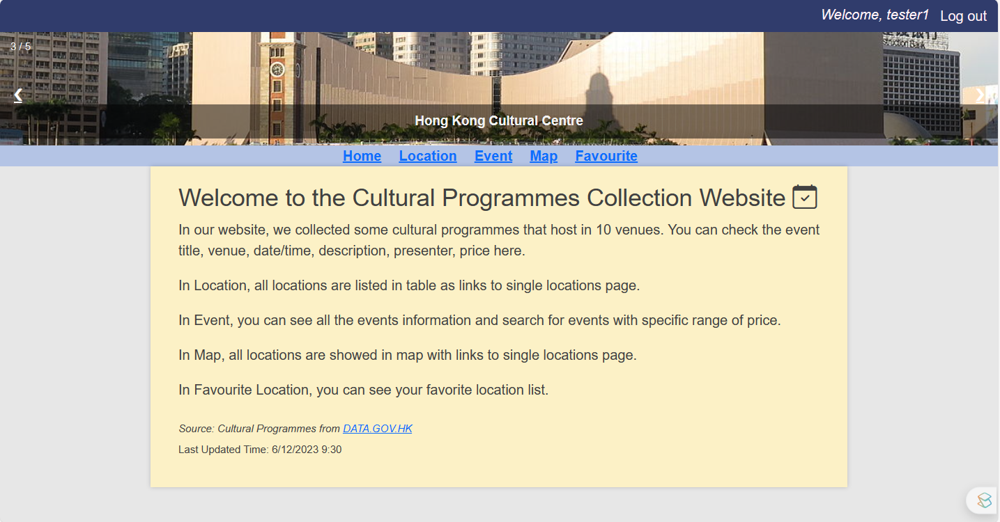 Welcome, tester1 Log out
3 / 5
❮ ❯
Hong Kong Cultural Centre
Home Location Event Map Favourite
Welcome to the Cultural Programmes Collection Website
In our website, we collected some cultural programmes that host in 10 venues. You can check the event
title, venue, date/time, description, presenter, price here.
In Location, all locations are listed in table as links to single locations page.
In Event, you can see all the events information and search for events with specific range of price.
In Map, all locations are showed in map with links to single locations page.
In Favourite Location, you can see your favorite location list.
Source: Cultural Programmes from DATA.GOV.HK
Last Updated Time: 6/12/2023 9:30